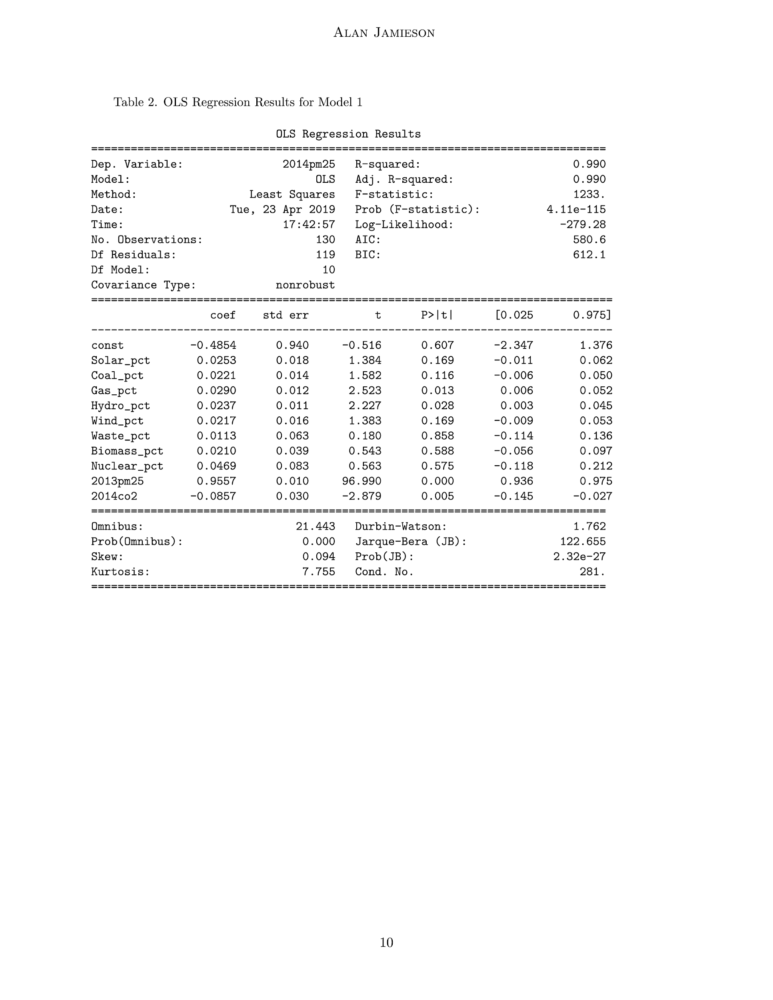 Alan Jamieson
Table 2. OLS Regression Results for Model 1
OLS Regression Results
==============================================================================
Dep. Variable: 2014pm25 R-squared: 0.990
Model: OLS Adj. R-squared: 0.990
Method: Least Squares F-statistic: 1233.
Date: Tue, 23 Apr 2019 Prob (F-statistic): 4.11e-115
Time: 17:42:57 Log-Likelihood: -279.28
No. Observations: 130 AIC: 580.6
Df Residuals: 119 BIC: 612.1
Df Model: 10
Covariance Type: nonrobust
===============================================================================
coef std err t P>|t| [0.025 0.975]
-------------------------------------------------------------------------------
const -0.4854 0.940 -0.516 0.607 -2.347 1.376
Solar_pct 0.0253 0.018 1.384 0.169 -0.011 0.062
Coal_pct 0.0221 0.014 1.582 0.116 -0.006 0.050
Gas_pct 0.0290 0.012 2.523 0.013 0.006 0.052
Hydro_pct 0.0237 0.011 2.227 0.028 0.003 0.045
Wind_pct 0.0217 0.016 1.383 0.169 -0.009 0.053
Waste_pct 0.0113 0.063 0.180 0.858 -0.114 0.136
Biomass_pct 0.0210 0.039 0.543 0.588 -0.056 0.097
Nuclear_pct 0.0469 0.083 0.563 0.575 -0.118 0.212
2013pm25 0.9557 0.010 96.990 0.000 0.936 0.975
2014co2 -0.0857 0.030 -2.879 0.005 -0.145 -0.027
==============================================================================
Omnibus: 21.443 Durbin-Watson: 1.762
Prob(Omnibus): 0.000 Jarque-Bera (JB): 122.655
Skew: 0.094 Prob(JB): 2.32e-27
Kurtosis: 7.755 Cond. No. 281.
==============================================================================
10